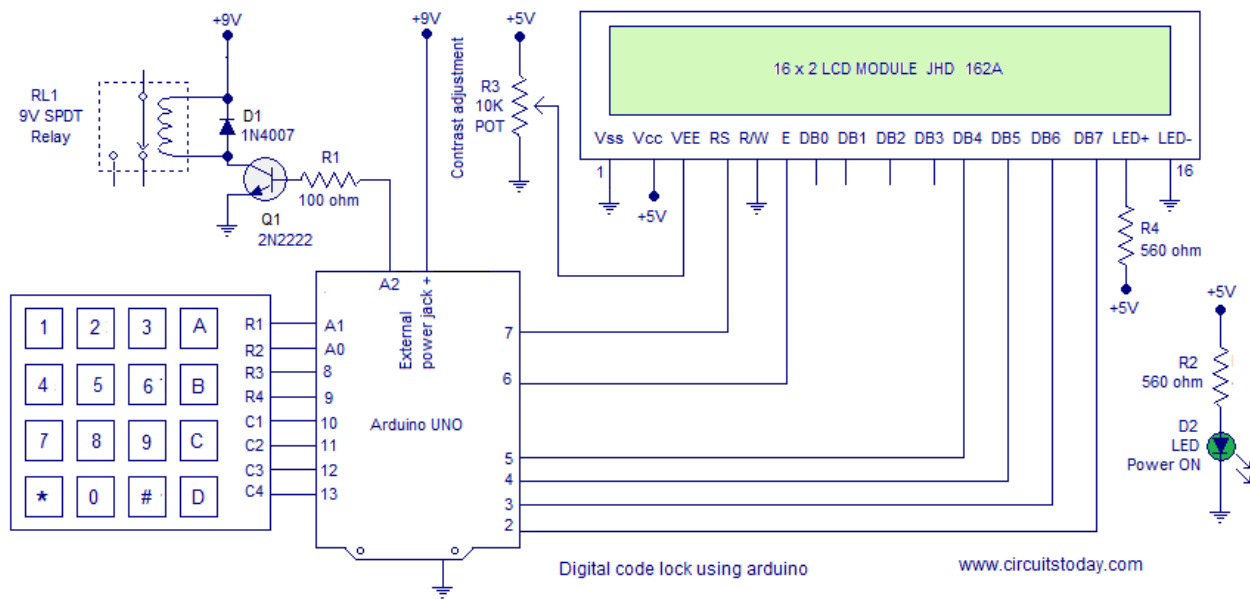 +9V
+9V
+5V
RL1
9V SPDT
Relay
D1
1N4007
R1
100 ohm
Q1
2N2222
Contrast adjustment
R3
10K
POT
16 x 2 LCD MODULE JHD 162A
Vss Vcc VEE RS R/W E DB0 DB1 DB2 DB3 DB4 DB5 DB6 DB7 LED+ LED-
1
16
+5V
R4
560 ohm
+5V
+5V
R2
560 ohm
D2
LED
Power ON
1 2 3 A
4 5 6 B
7 8 9 C
* 0 # D
R1
R2
R3
R4
C1
C2
C3
C4
A1
A0
8
9
10
11
12
13
A2
External
power jack +
Arduino UNO
7
6
5
4
3
2
Digital code lock using arduino
www.circuitstoday.com